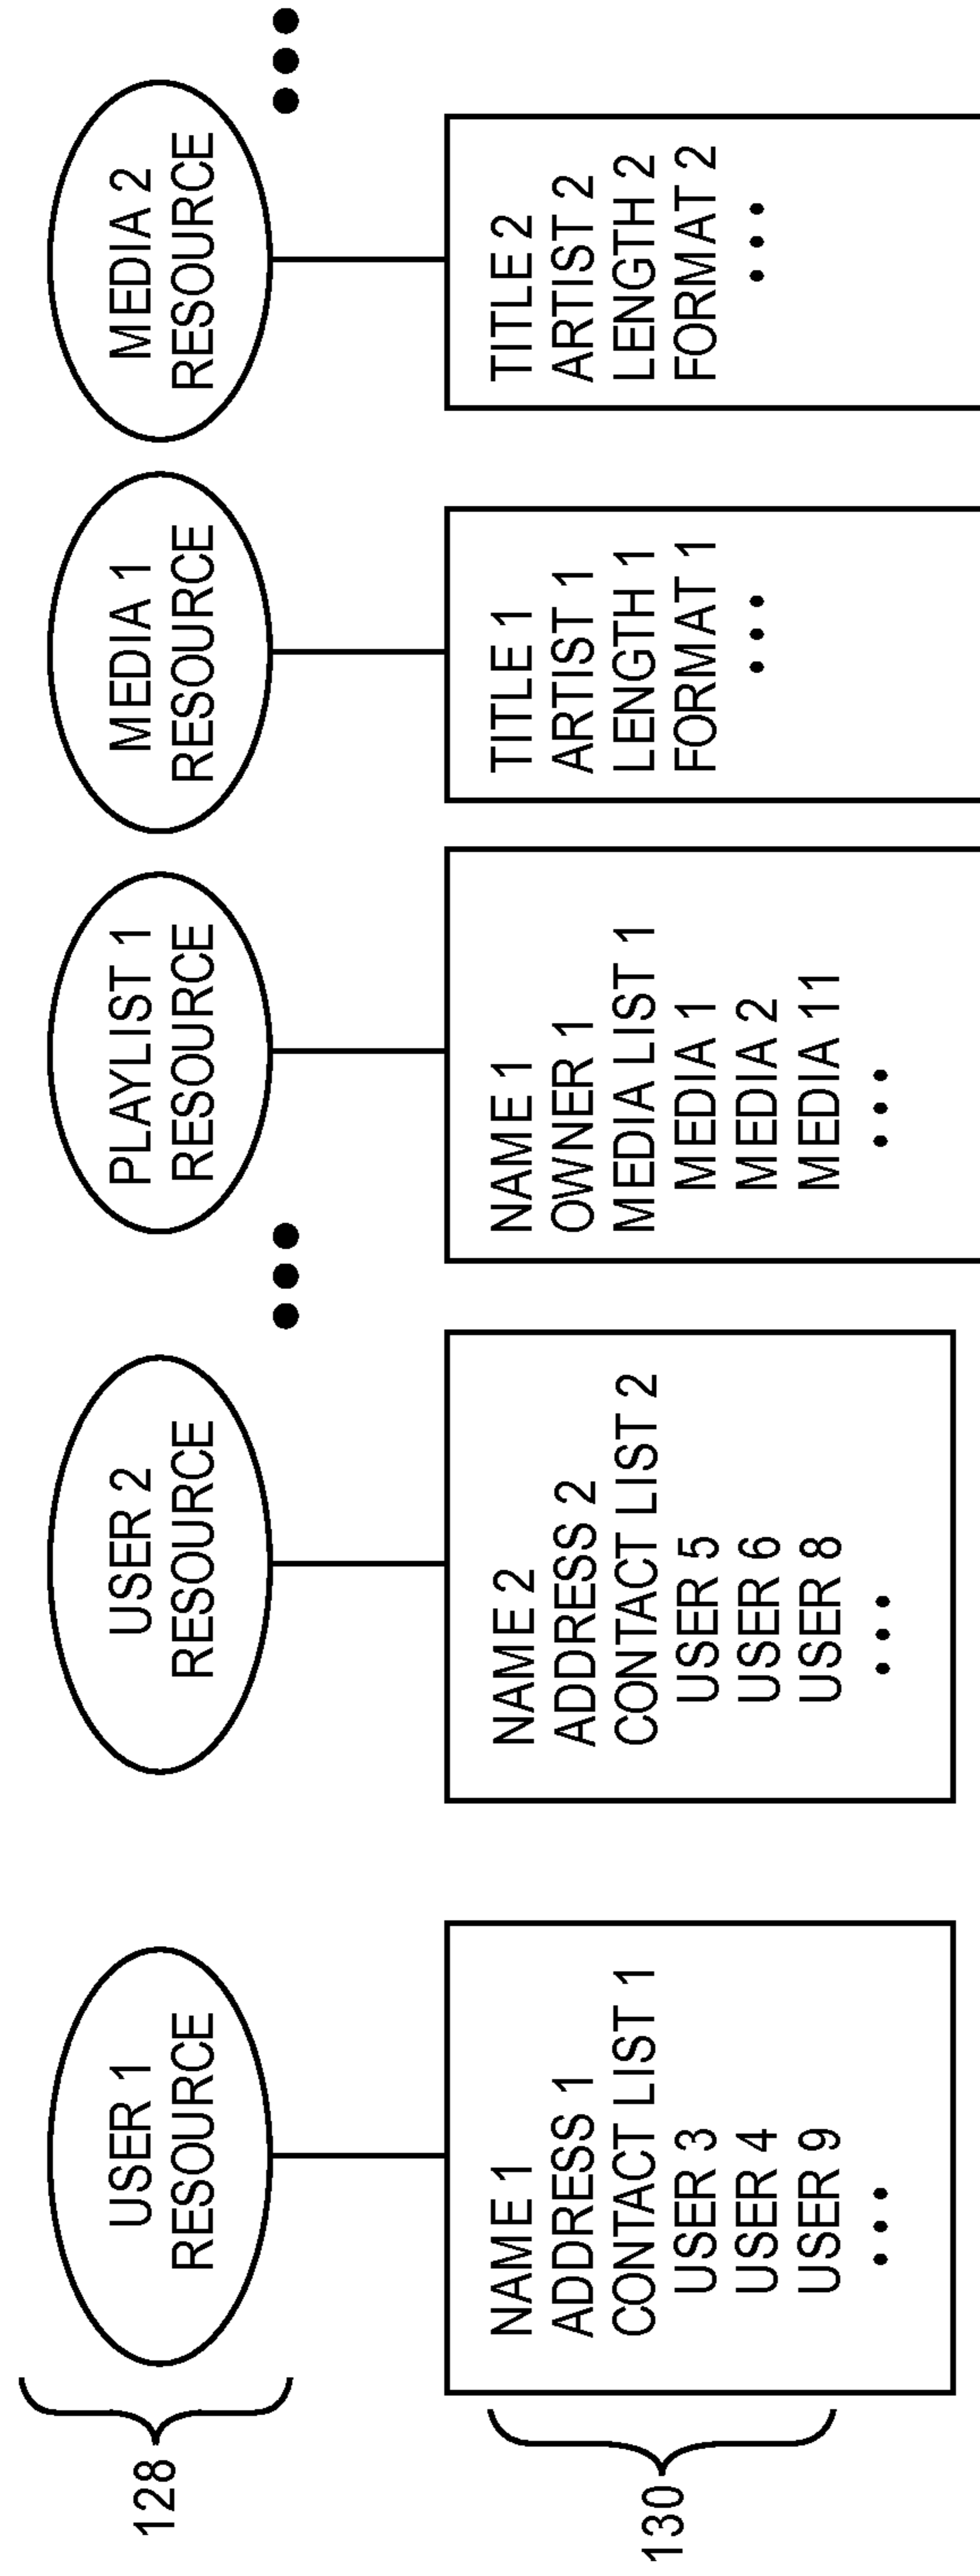 128
USER 1
RESOURCE
USER 2
RESOURCE
PLAYLIST 1
RESOURCE
MEDIA 1
RESOURCE
MEDIA 2
RESOURCE
130
NAME 1
ADDRESS 1
CONTACT LIST 1
USER 3
USER 4
USER 9
NAME 2
ADDRESS 2
CONTACT LIST 2
USER 5
USER 6
USER 8
NAME 1
OWNER 1
MEDIA LIST 1
MEDIA 1
MEDIA 2
MEDIA 11
TITLE 1
ARTIST 1
LENGTH 1
FORMAT 1
TITLE 2
ARTIST 2
LENGTH 2
FORMAT 2